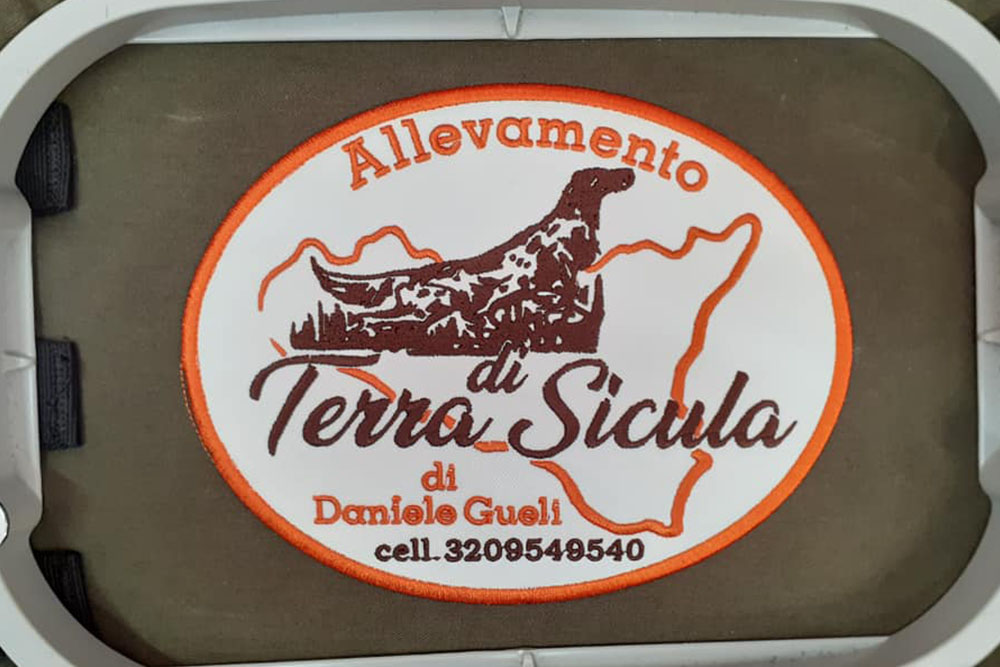 Allevamento
di
Terra Sicula
di
Daniele Gueli
cell. 3209549540